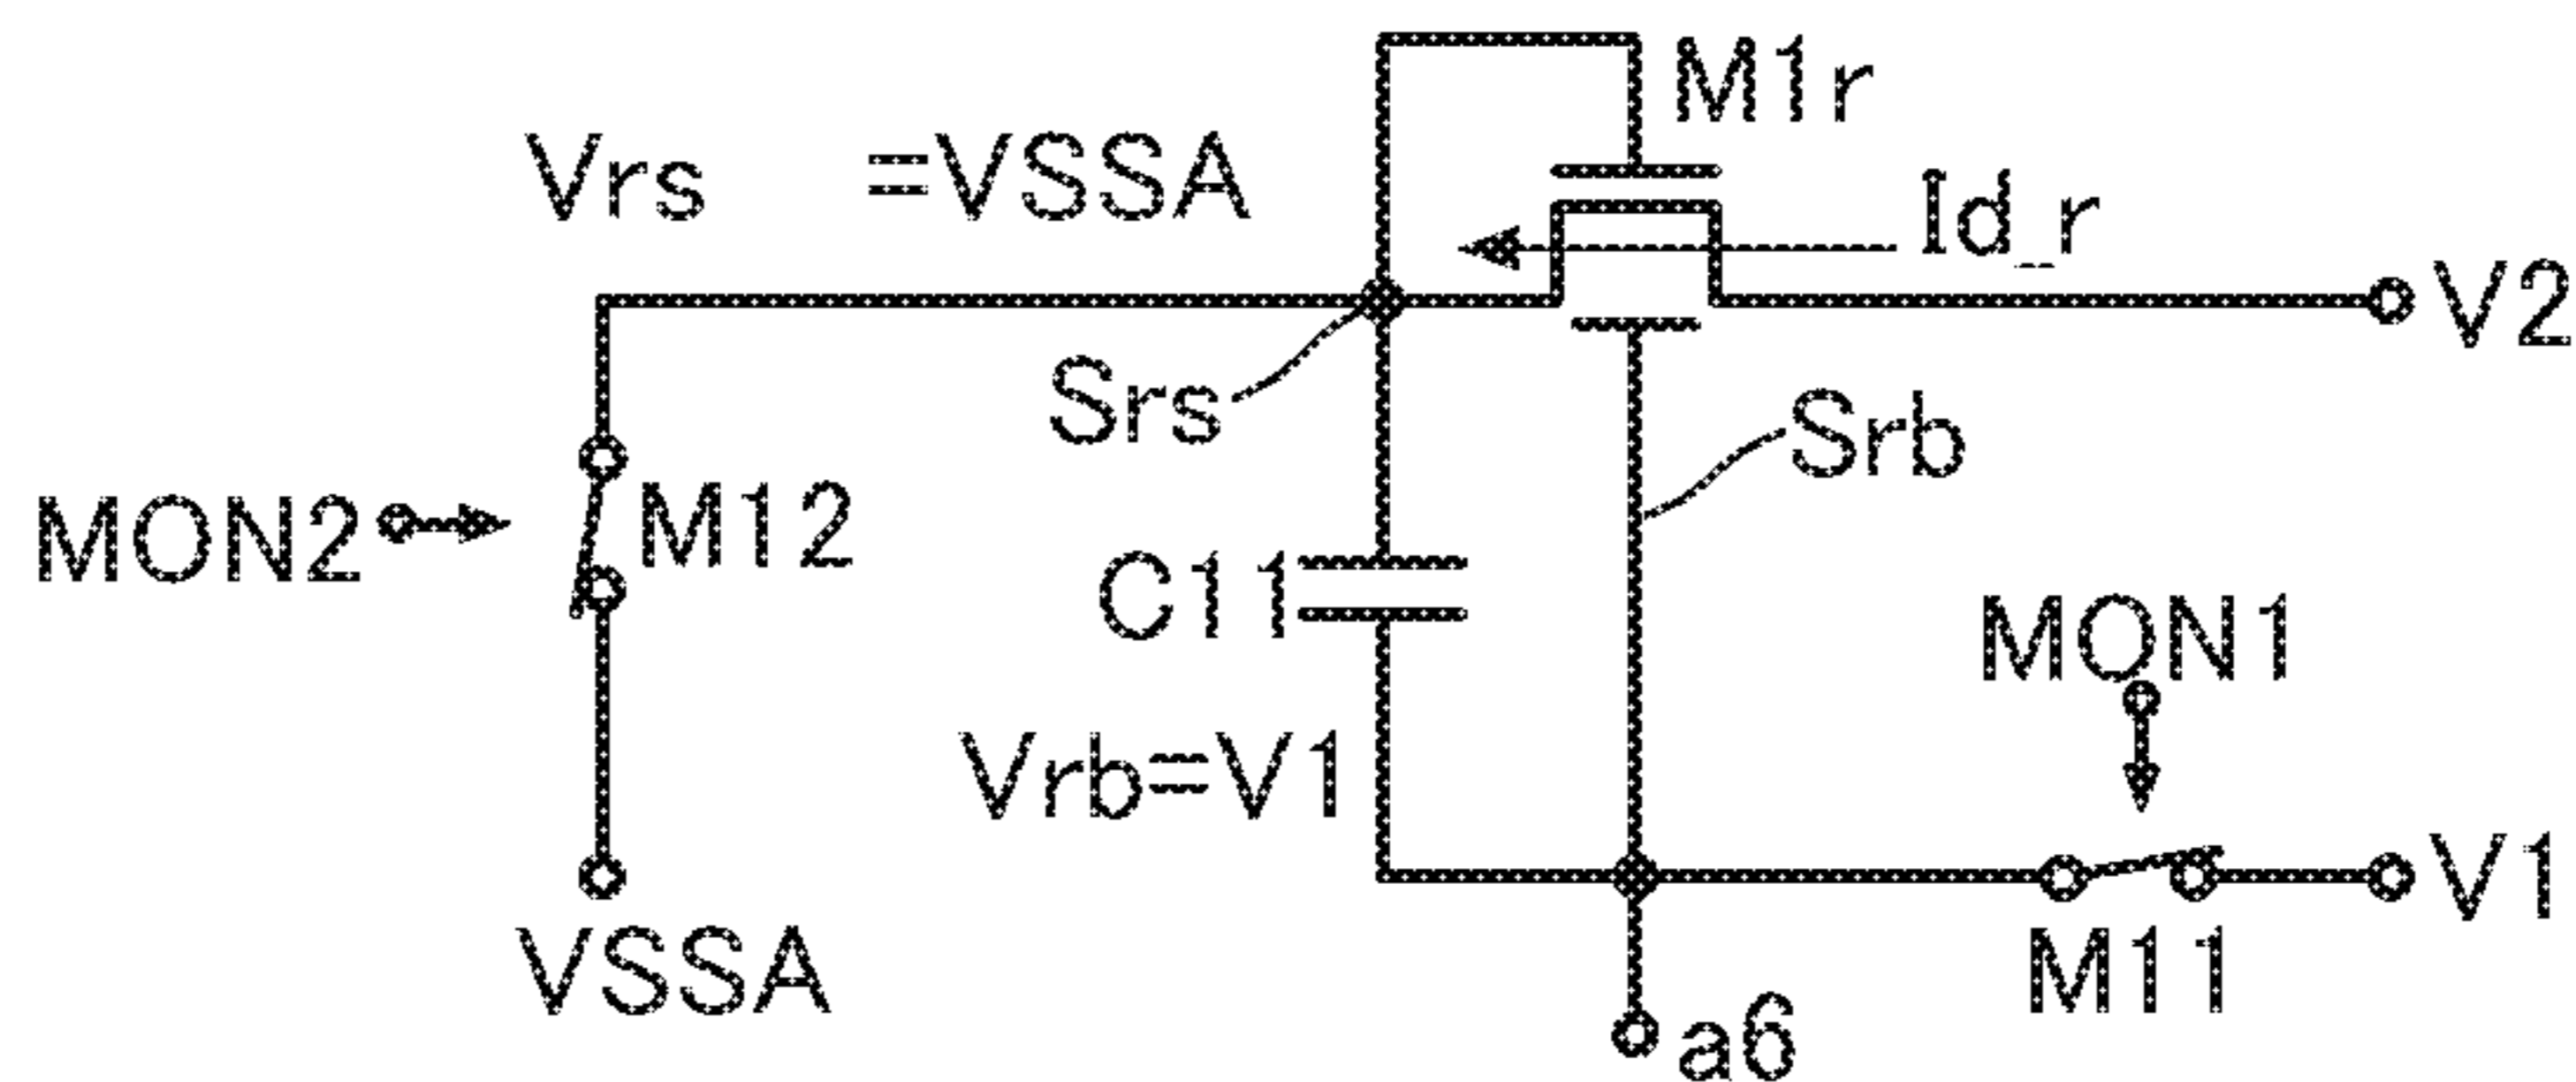 M1r
Vrs =VSSA
Id_r
V2
Srs
Srb
MON2
M12
C11
MON1
Vrb=V1
V1
VSSA
M11
a6